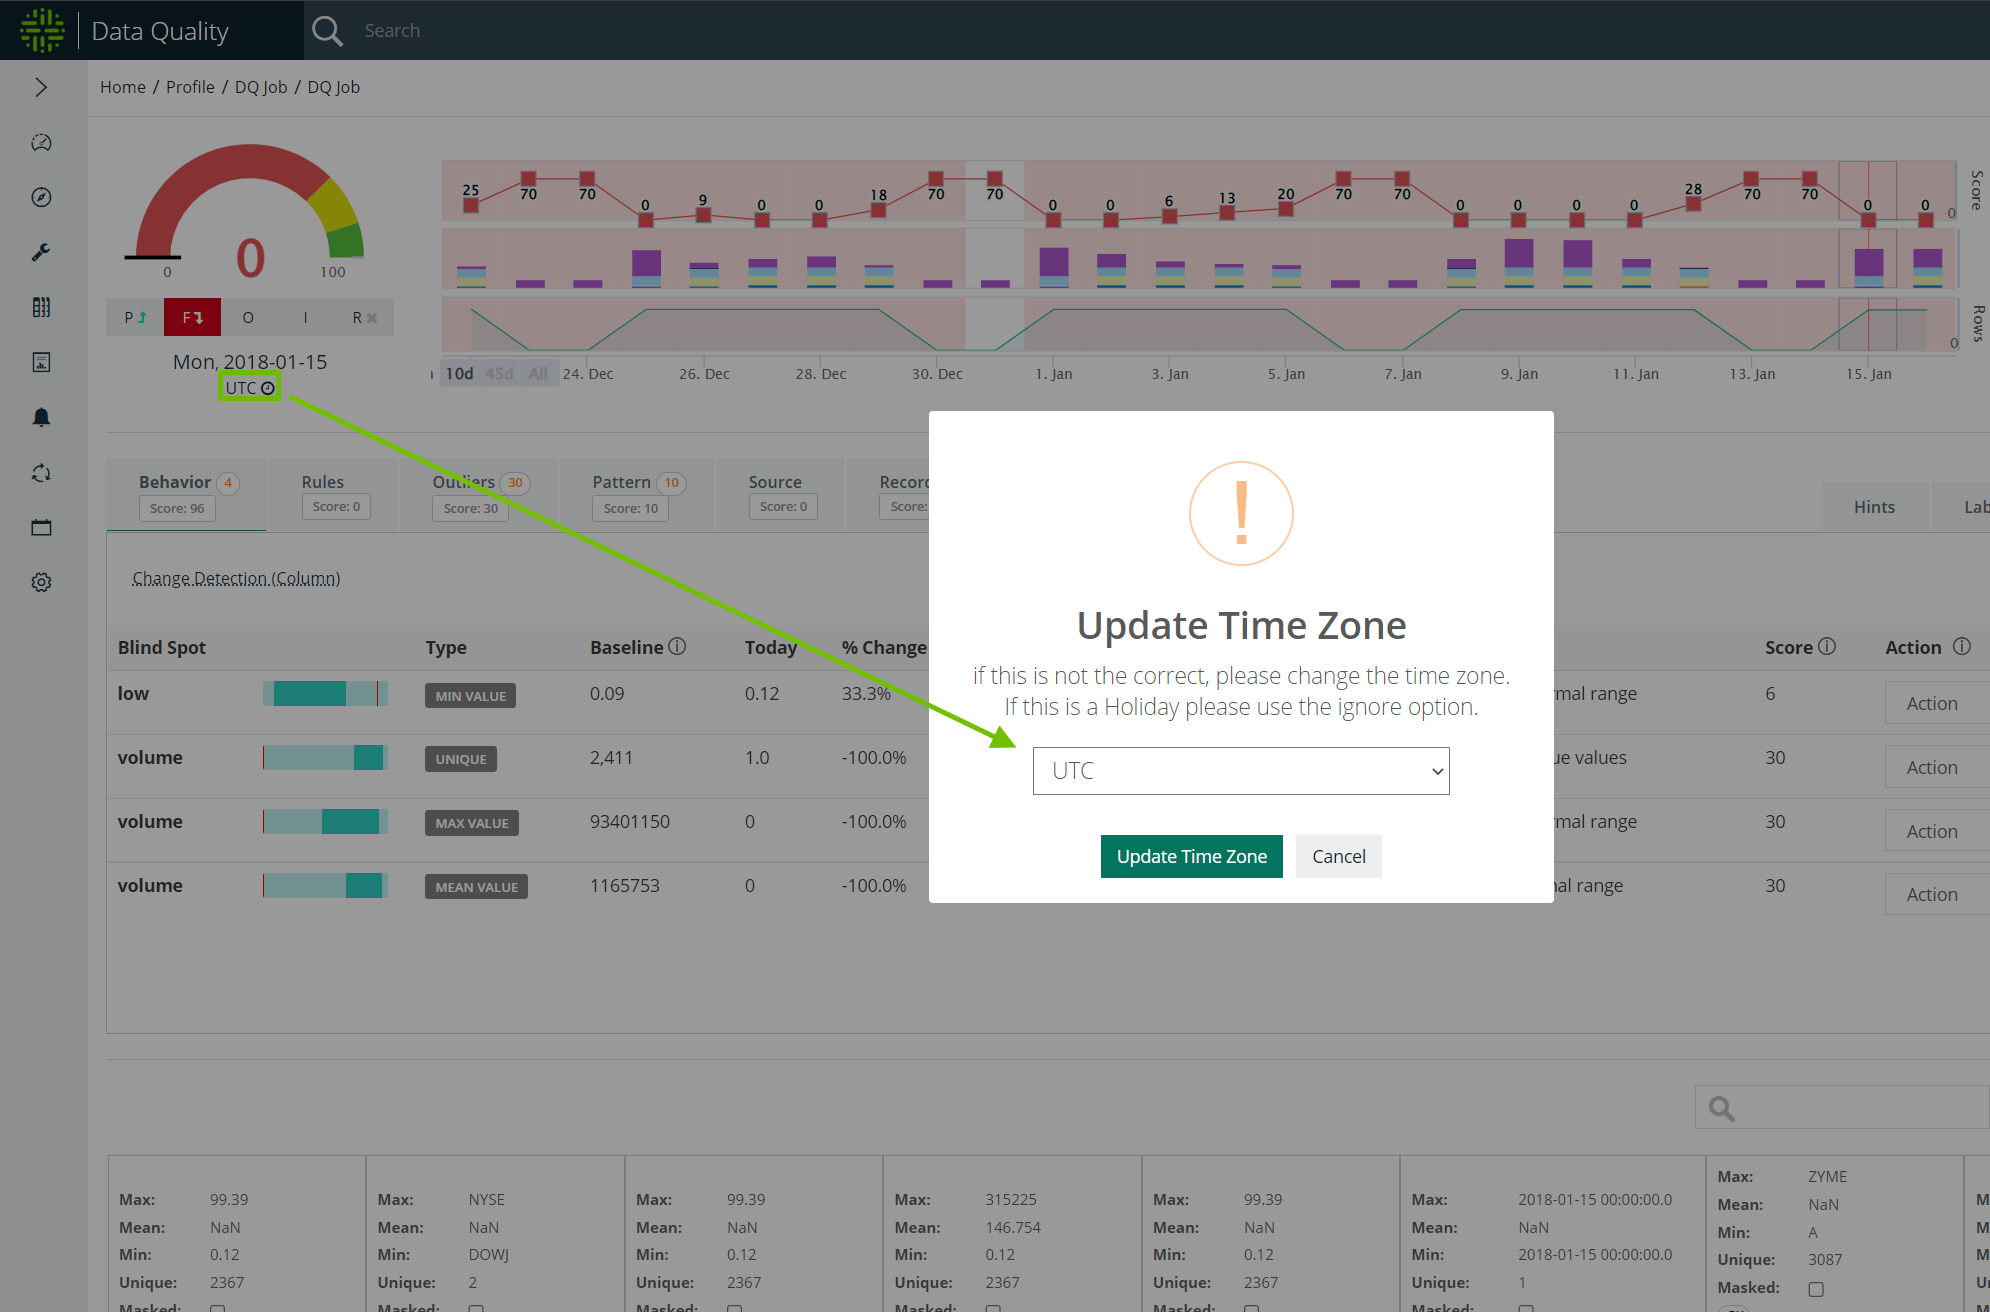 Data Quality
Search
Home / Profile / DQ Job / DQ Job
0
0 100
P F O I R
Mon, 2018-01-15
UTC
25 70 70 0 9 0 0 18 70 70 0 0 6 13 20 70 70 0 0 0 0 28 70 70 0 0
Score
0
Rows
0
10d 45d All 24. Dec 26. Dec 28. Dec 30. Dec 1. Jan 3. Jan 5. Jan 7. Jan 9. Jan 11. Jan 13. Jan 15. Jan
Behavior 4
Score: 96
Rules
Score: 0
Outliers 30
Score: 30
Pattern 10
Score: 10
Source
Score: 0
Recor
Score:
Hints
Lab
Change Detection (Column)
Blind Spot Type Baseline Today % Change Score Action
low MIN VALUE 0.09 0.12 33.3% rmal range 6 Action
volume UNIQUE 2,411 1.0 -100.0% ue values 30 Action
volume MAX VALUE 93401150 0 -100.0% rmal range 30 Action
volume MEAN VALUE 1165753 0 -100.0% al range 30 Action
!
Update Time Zone
if this is not the correct, please change the time zone.
If this is a Holiday please use the ignore option.
UTC
Update Time Zone Cancel
Max: 99.39
Mean: NaN
Min: 0.12
Unique: 2367
Masked:
Max: NYSE
Mean: NaN
Min: DOWJ
Unique: 2
Masked:
Max: 99.39
Mean: NaN
Min: 0.12
Unique: 2367
Masked:
Max: 315225
Mean: 146.754
Min: 0.12
Unique: 2367
Masked:
Max: 99.39
Mean: NaN
Min: 0.12
Unique: 2367
Masked:
Max: 2018-01-15 00:00:00.0
Mean: NaN
Min: 2018-01-15 00:00:00.0
Unique: 1
Masked:
Max: ZYME
Mean: NaN
Min: A
Unique: 3087
Masked: